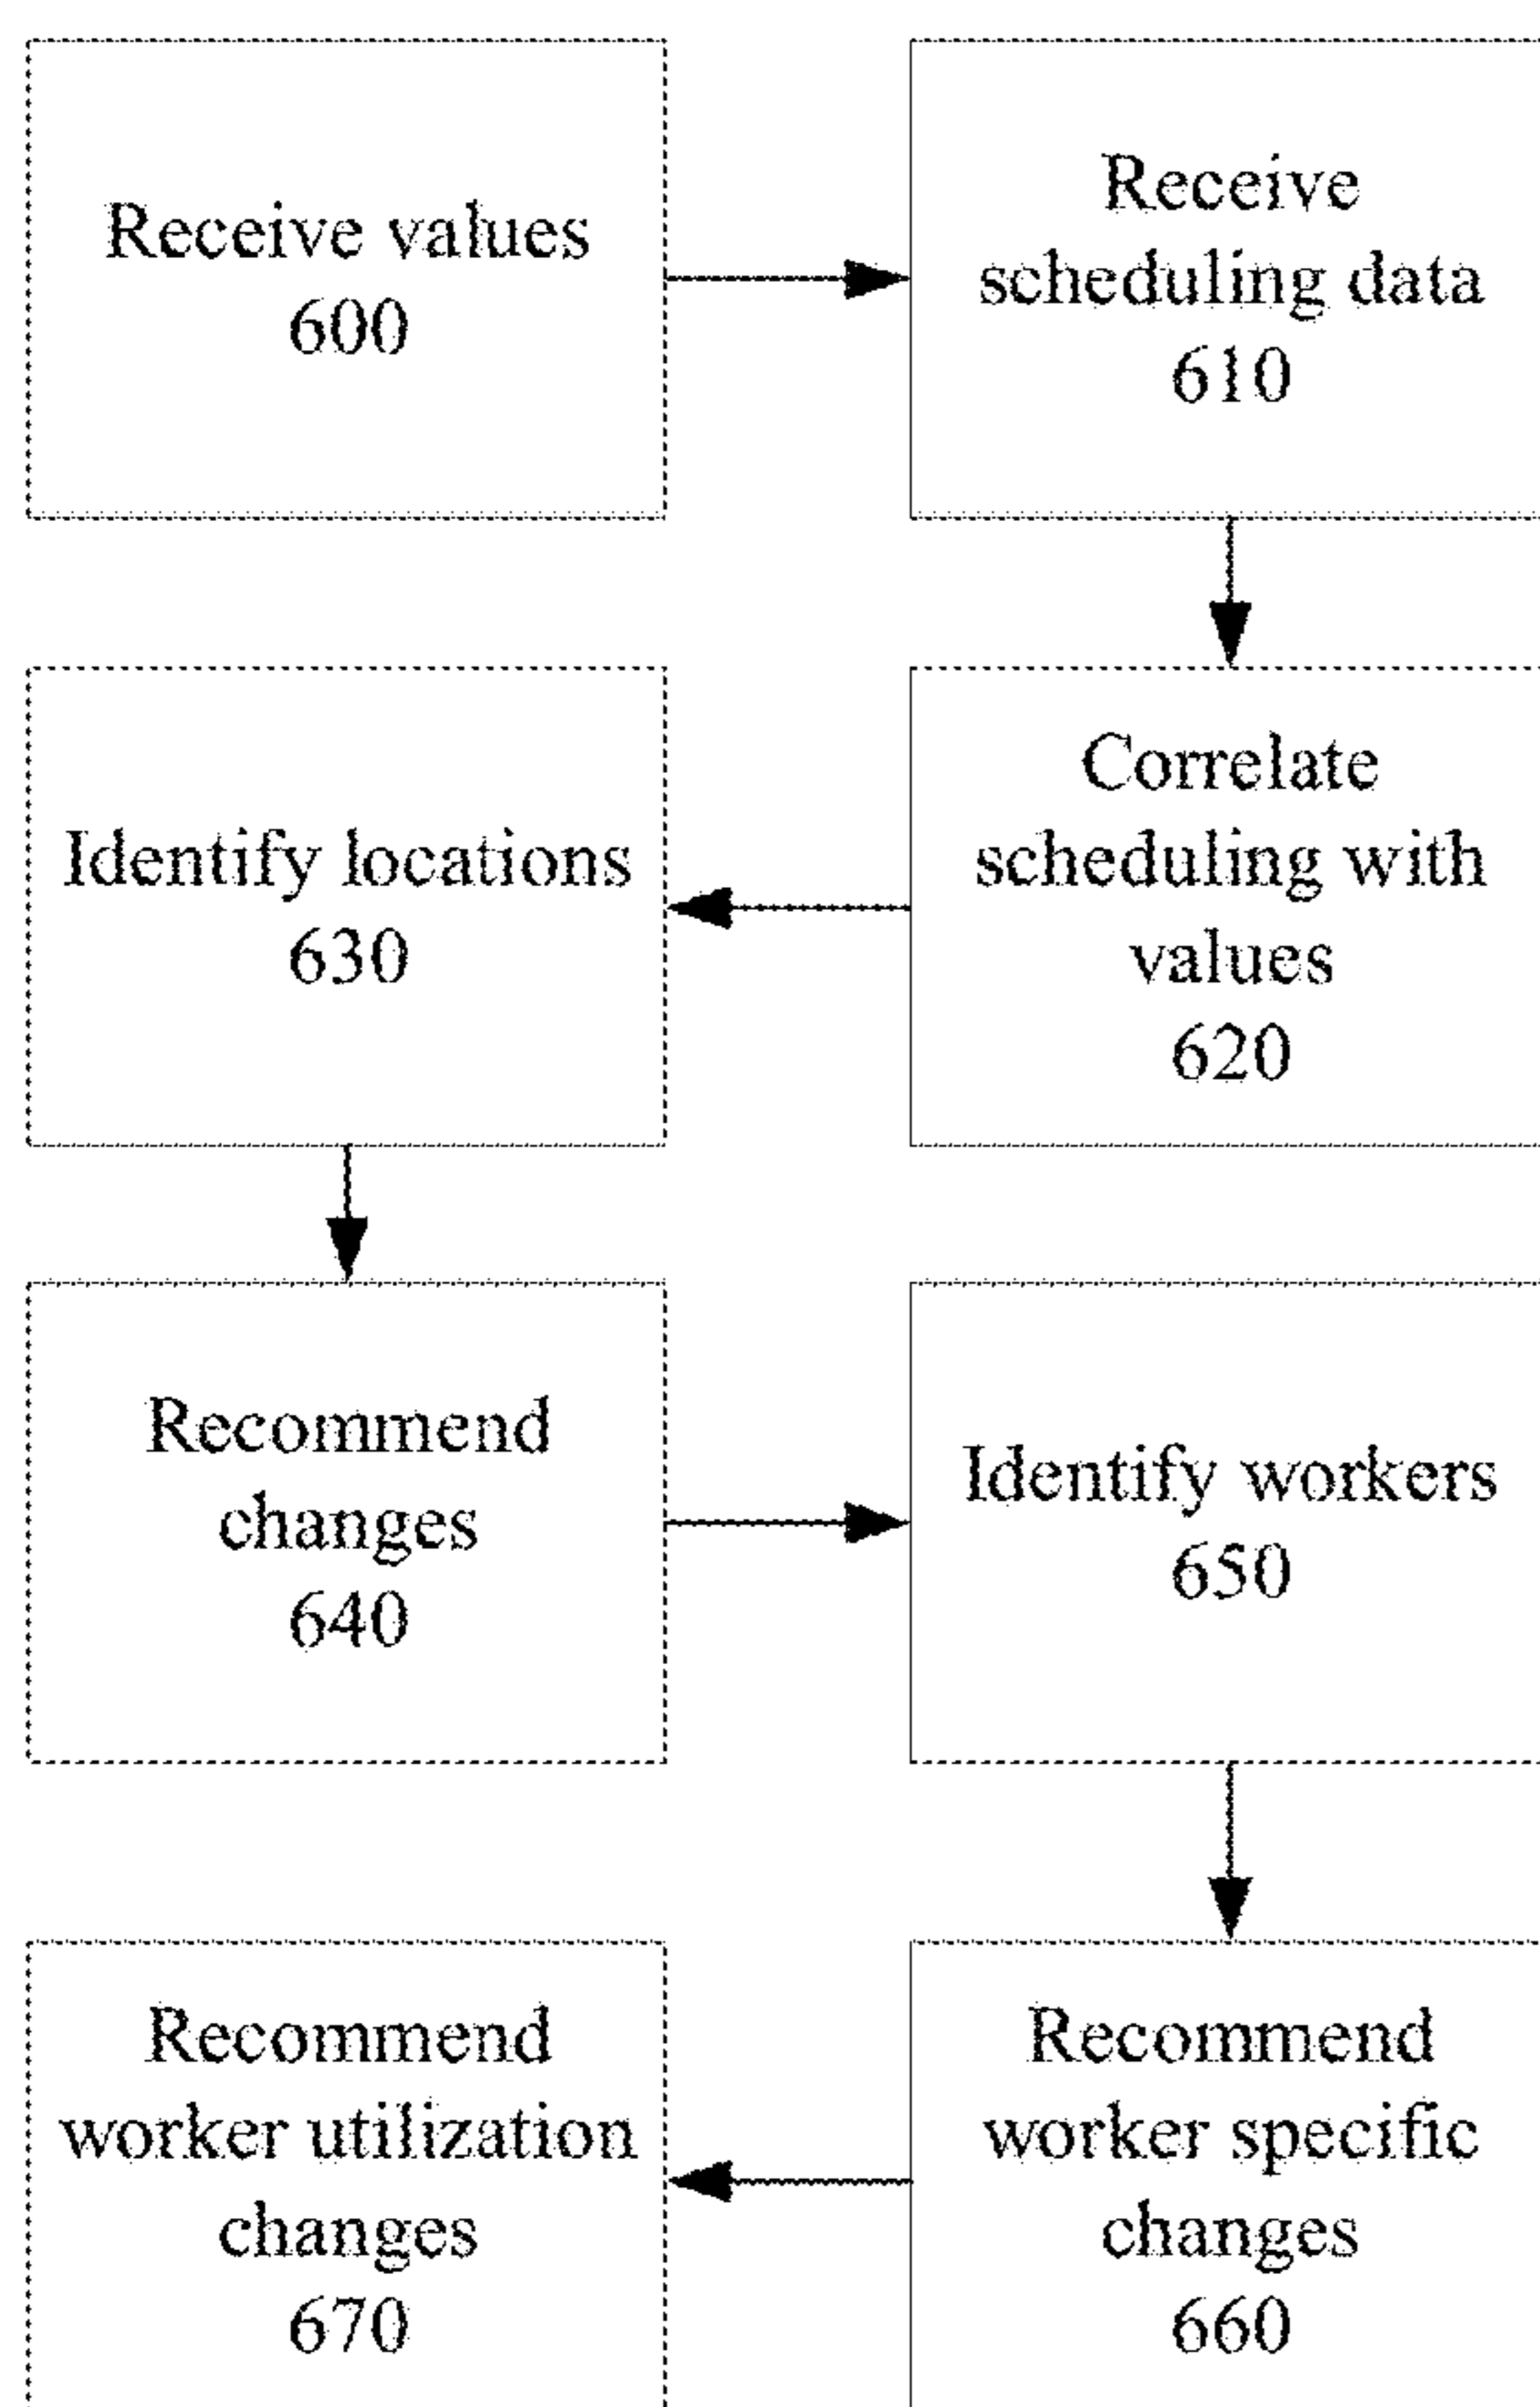 Receive values
600
Receive
scheduling data
610
Correlate
scheduling with
values
620
Identify locations
630
Recommend
changes
640
Identify workers
650
Recommend
worker specific
changes
660
Recommend
worker utilization
changes
670